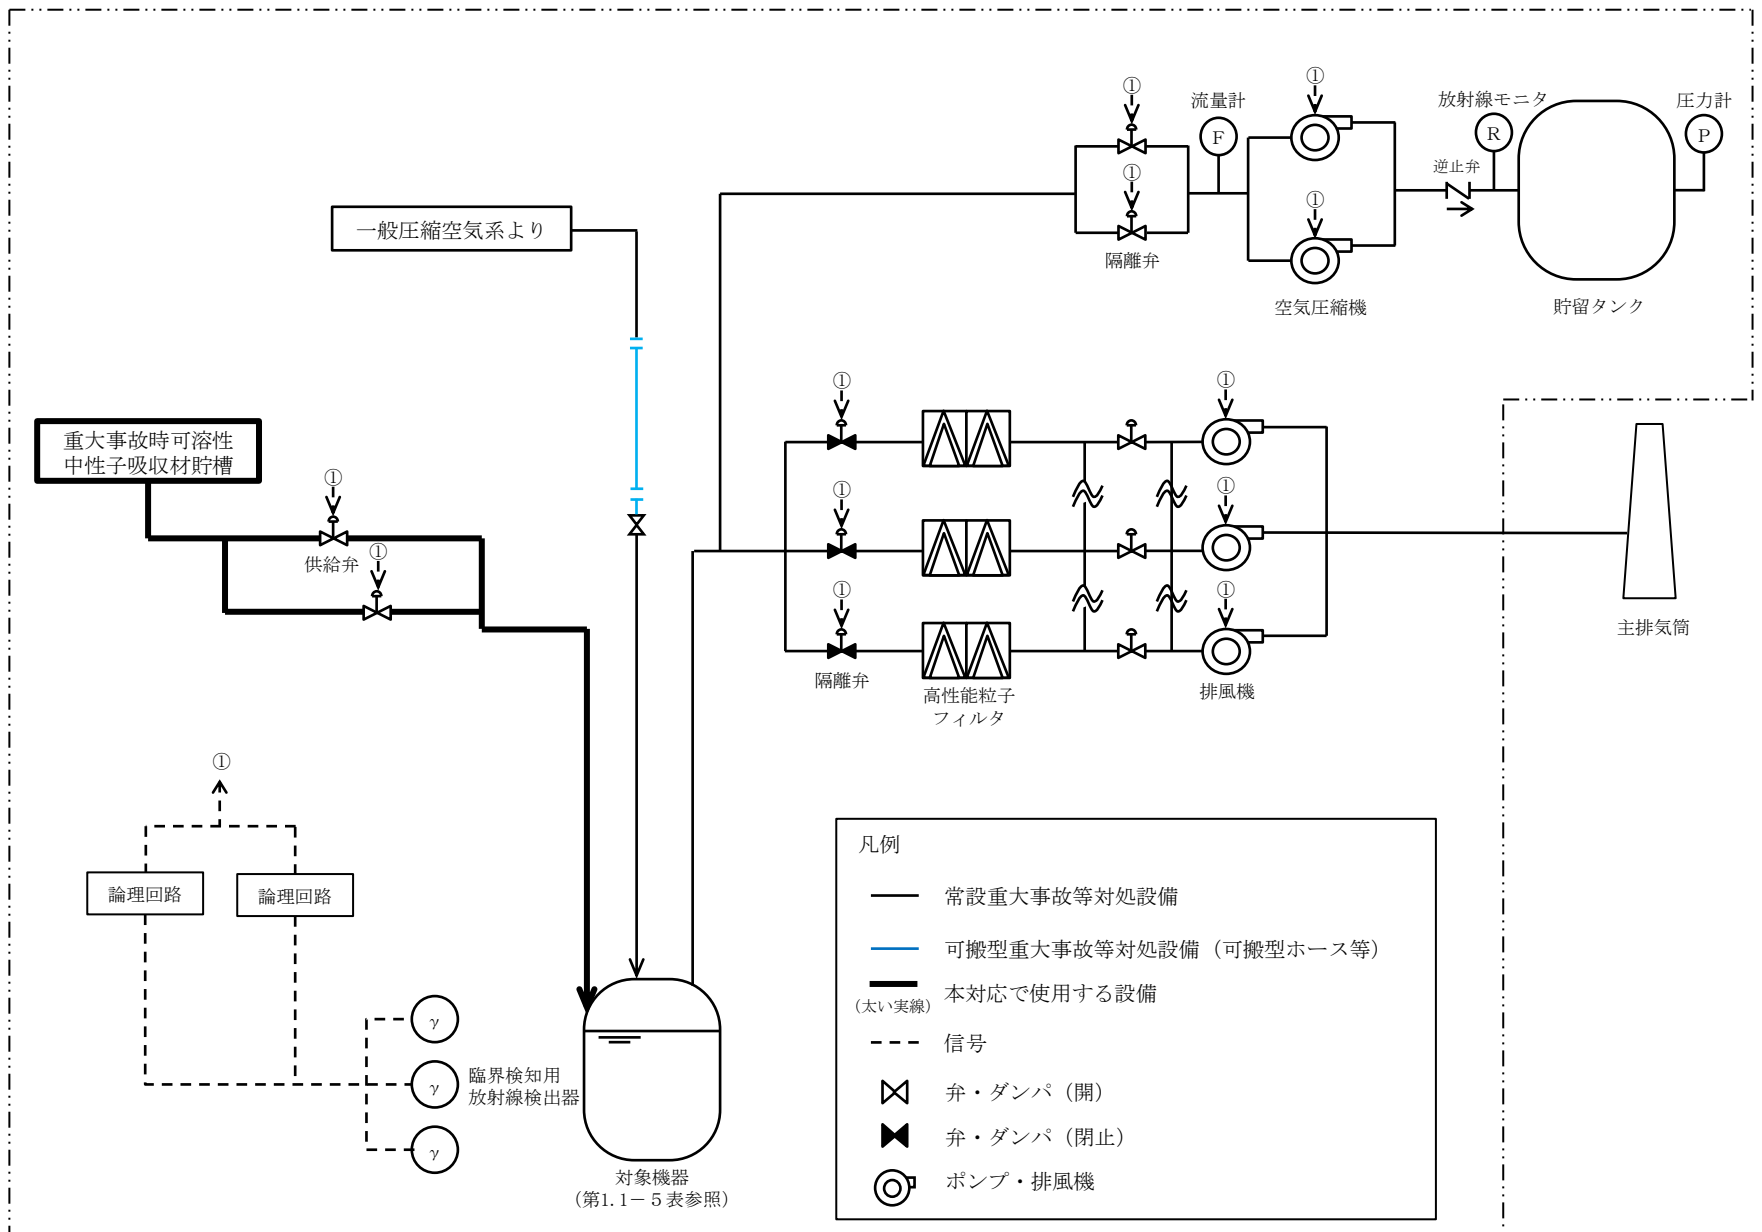 ①
①
流量計
F
①
①
放射線モニタ
R
圧力計
P
逆止弁
隔離弁
空気圧縮機
貯留タンク
一般圧縮空気系より
重大事故時可溶性
中性子吸収材貯槽
①
供給弁
①
①
①
①
①
①
①
隔離弁
高性能粒子
フィルタ
排風機
主排気筒
①
論理回路
論理回路
γ
γ
γ
臨界検知用
放射線検出器
対象機器
（第1.1－５表参照）
凡例
常設重大事故等対処設備
可搬型重大事故等対処設備（可搬型ホース等）
本対応で使用する設備
（太い実線）
信号
弁・ダンパ（開）
弁・ダンパ（閉止）
ポンプ・排風機